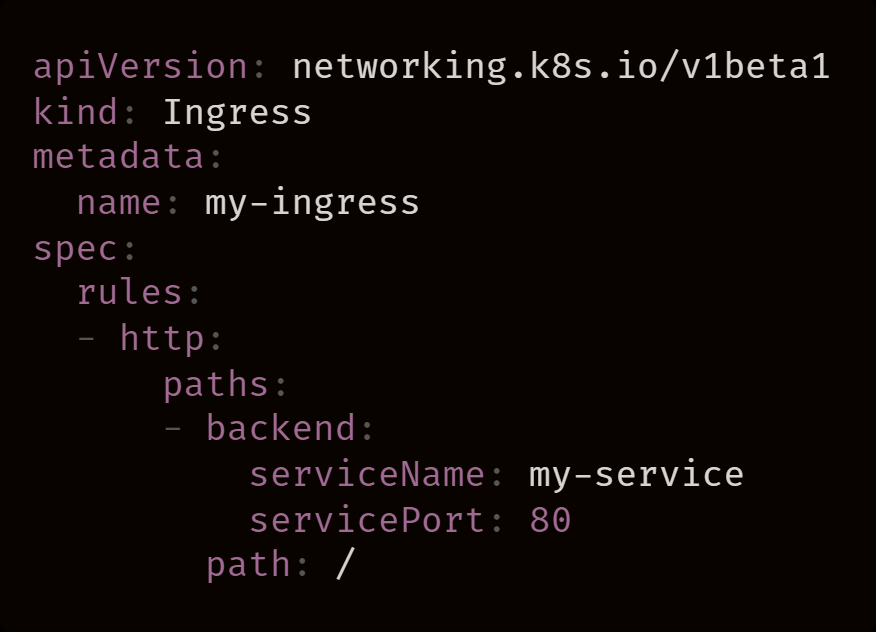 apiVersion: networking.k8s.io/v1beta1
kind: Ingress
metadata:
  name: my-ingress
spec:
  rules:
  - http:
      paths:
      - backend:
          serviceName: my-service
          servicePort: 80
        path: /